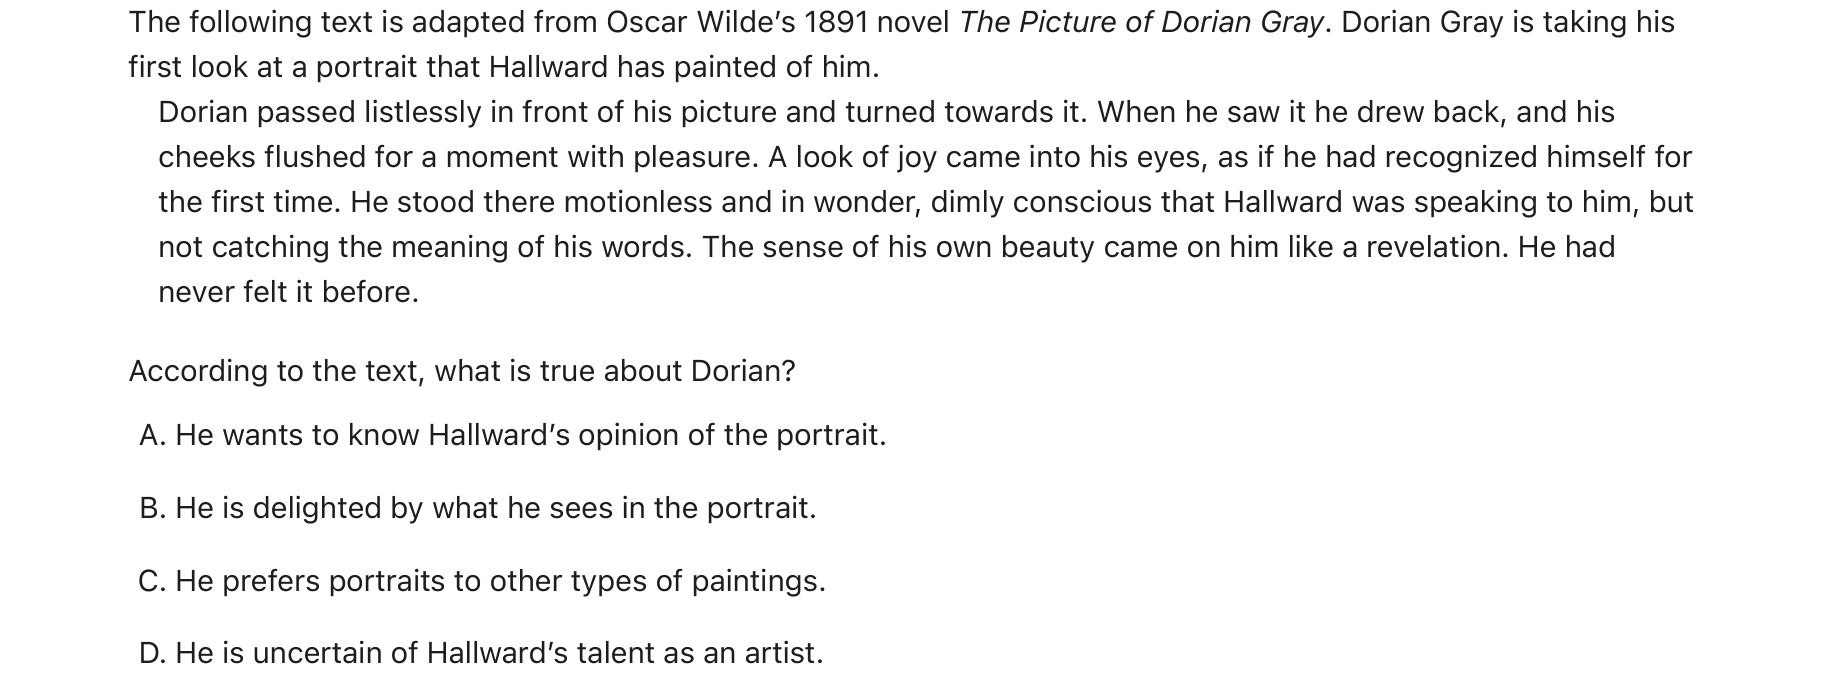 The following text is adapted from Oscar Wilde’s 1891 novel The Picture of Dorian Gray. Dorian Gray is taking his
first look at a portrait that Hallward has painted of him.
Dorian passed listlessly in front of his picture and turned towards it. When he saw it he drew back, and his
cheeks flushed for a moment with pleasure. A look of joy came into his eyes, as if he had recognized himself for
the first time. He stood there motionless and in wonder, dimly conscious that Hallward was speaking to him, but
not catching the meaning of his words. The sense of his own beauty came on him like a revelation. He had
never felt it before.
According to the text, what is true about Dorian?
A. He wants to know Hallward’s opinion of the portrait.
B. He is delighted by what he sees in the portrait.
C. He prefers portraits to other types of paintings.
D. He is uncertain of Hallward’s talent as an artist.